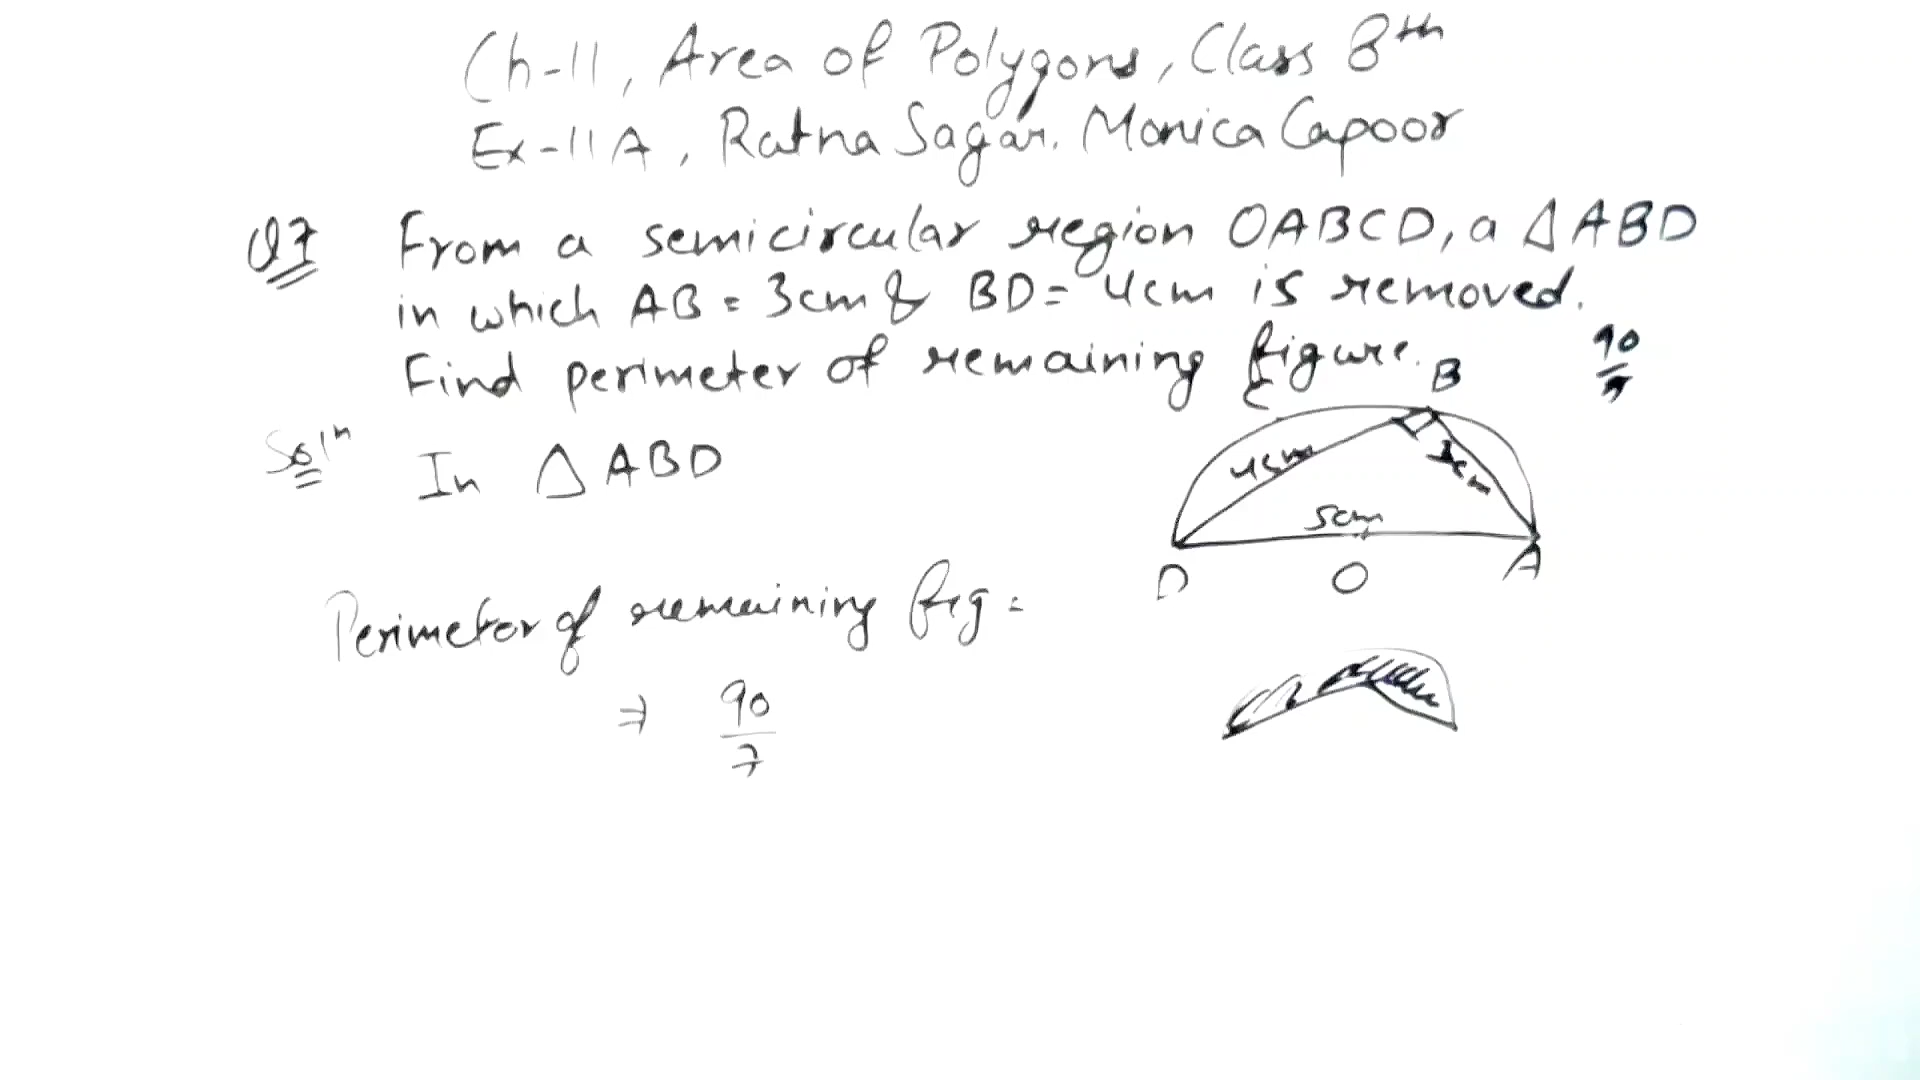 Ch-11, Area of Polygons, Class 8th
Ex-11A, Ratna Sagar. Monica Capoor
Q7 From a semicircular region OABCD, a △ABD
in which AB = 3cm & BD = 4cm is removed.
Find perimeter of remaining figure.
90
7
C
B
Soln In △ABD
4cm
3cm
5cm
D O A
Perimeter of remaining fig =
⇒ 90
7